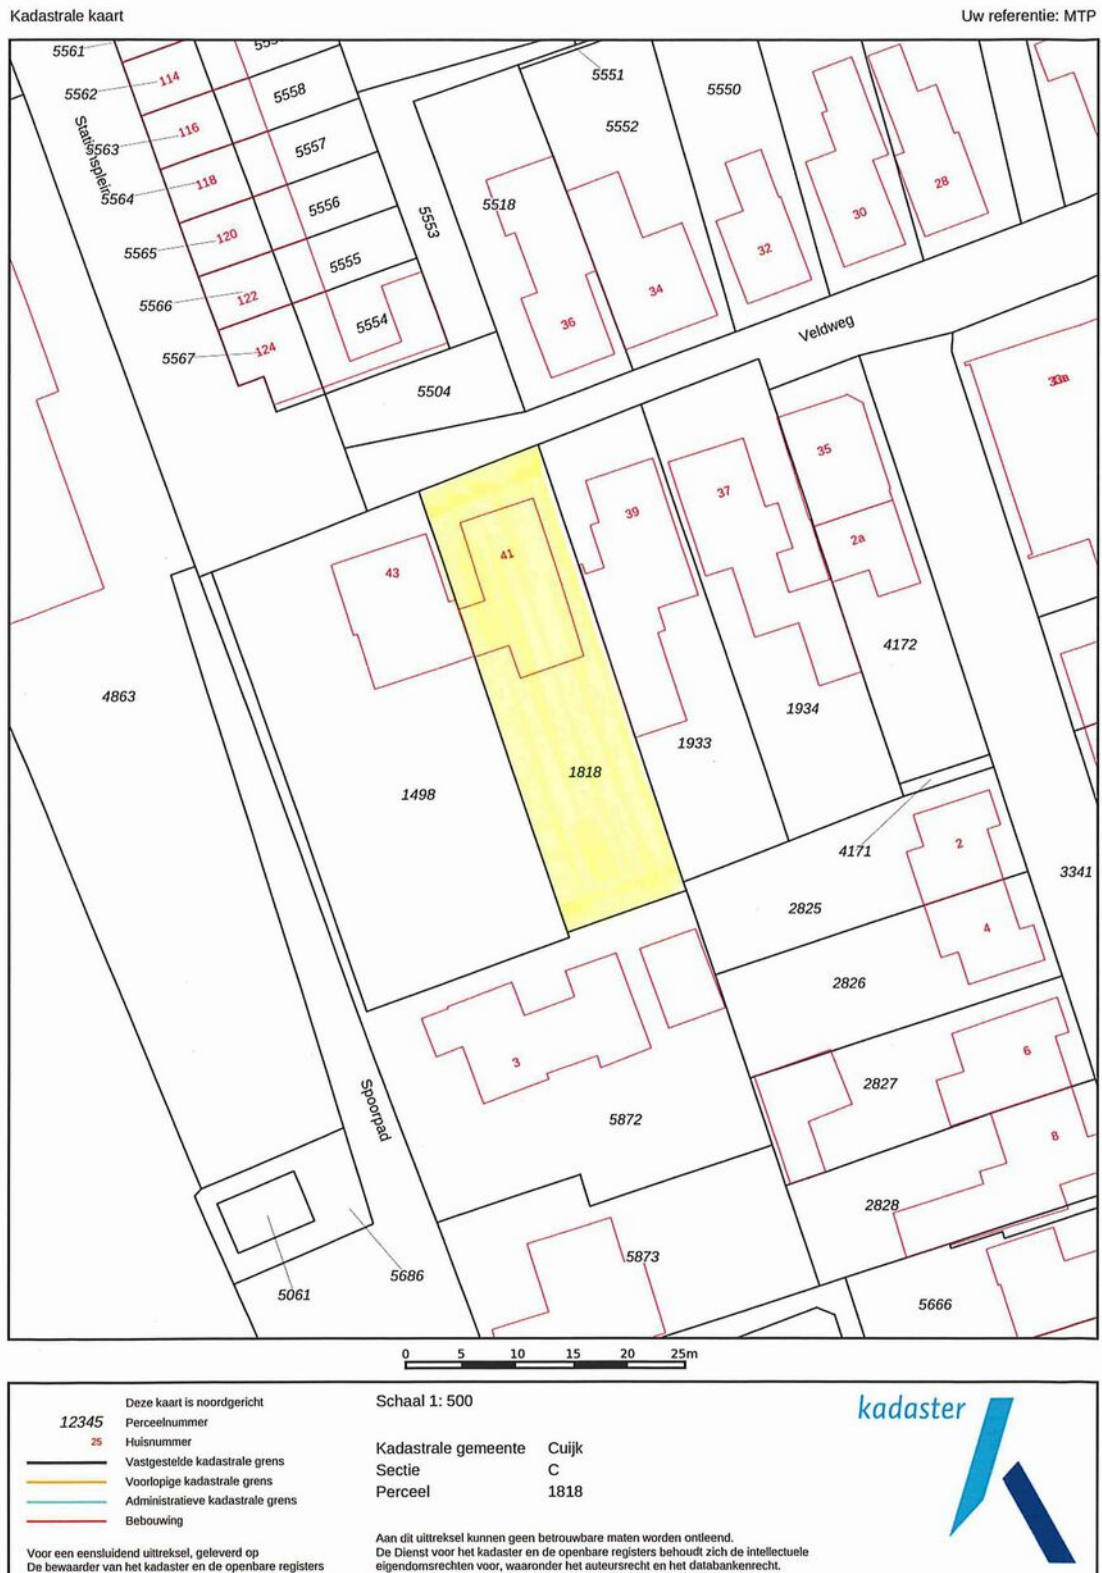 Kadastrale kaart
Uw referentie: MTP
5561
5562
114
5558
5551
5550
5552
Stationsplein
5563
116
5557
5564
118
5556
5553
5518
30
28
5565
120
5555
32
34
5566
122
5554
36
Veldweg
5567
124
5504
35
37
39
41
43
2a
4172
4863
1934
1933
1818
1498
4171
2
3341
2825
4
2826
3
6
2827
Spoorpad
5872
8
2828
5873
5686
5061
5666
0 5 10 15 20 25m
Deze kaart is noordgericht
12345 Perceelnummer
25 Huisnummer
Vastgestelde kadastrale grens
Voorlopige kadastrale grens
Administratieve kadastrale grens
Bebouwing
Voor een eensluidend uittreksel, geleverd op
De bewaarder van het kadaster en de openbare registers
Schaal 1: 500
Kadastrale gemeente Cuijk
Sectie C
Perceel 1818
Aan dit uittreksel kunnen geen betrouwbare maten worden ontleend.
De Dienst voor het kadaster en de openbare registers behoudt zich de intellectuele
eigendomsrechten voor, waaronder het auteursrecht en het databankenrecht.
kadaster